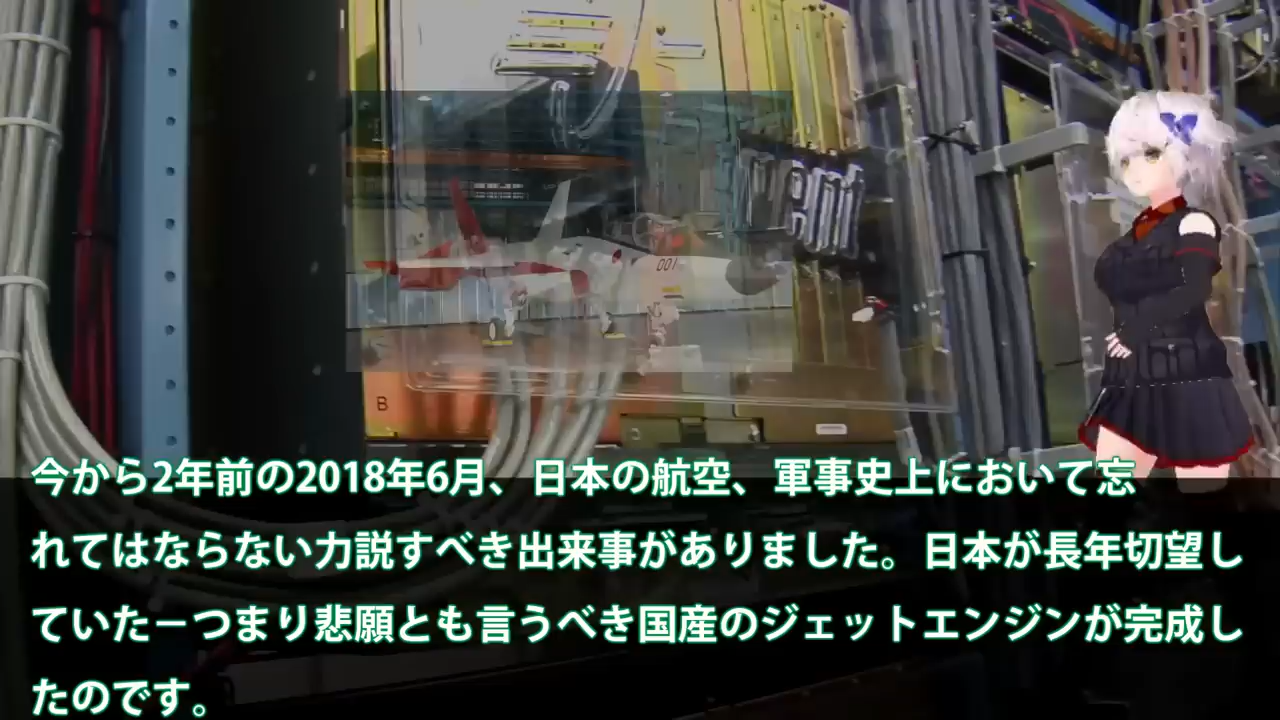 B
001
今から2年前の2018年6月、日本の航空、軍事史上において忘
れてはならない力説すべき出来事がありました。日本が長年切望し
ていた－つまり悲願とも言うべき国産のジェットエンジンが完成し
たのです。